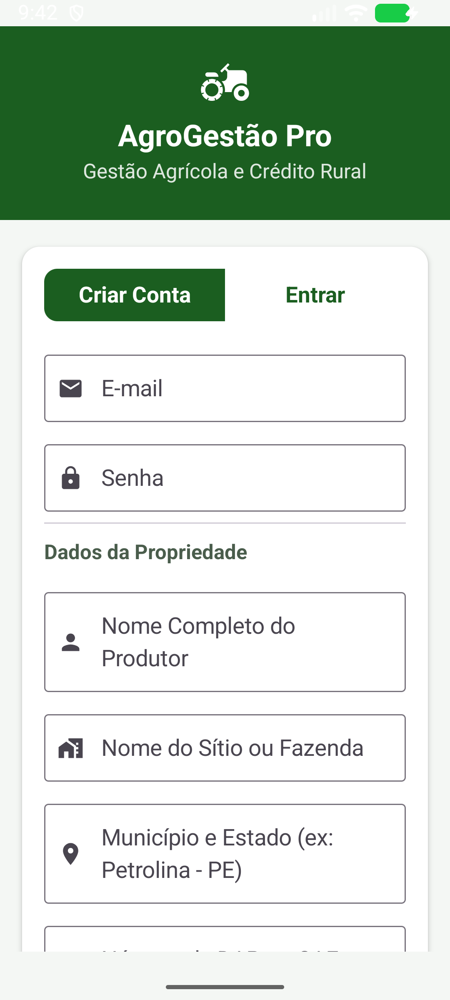 9:42
AgroGestão Pro
Gestão Agrícola e Crédito Rural
Criar Conta
Entrar
E-mail
Senha
Dados da Propriedade
Nome Completo do
Produtor
Nome do Sítio ou Fazenda
Município e Estado (ex:
Petrolina - PE)